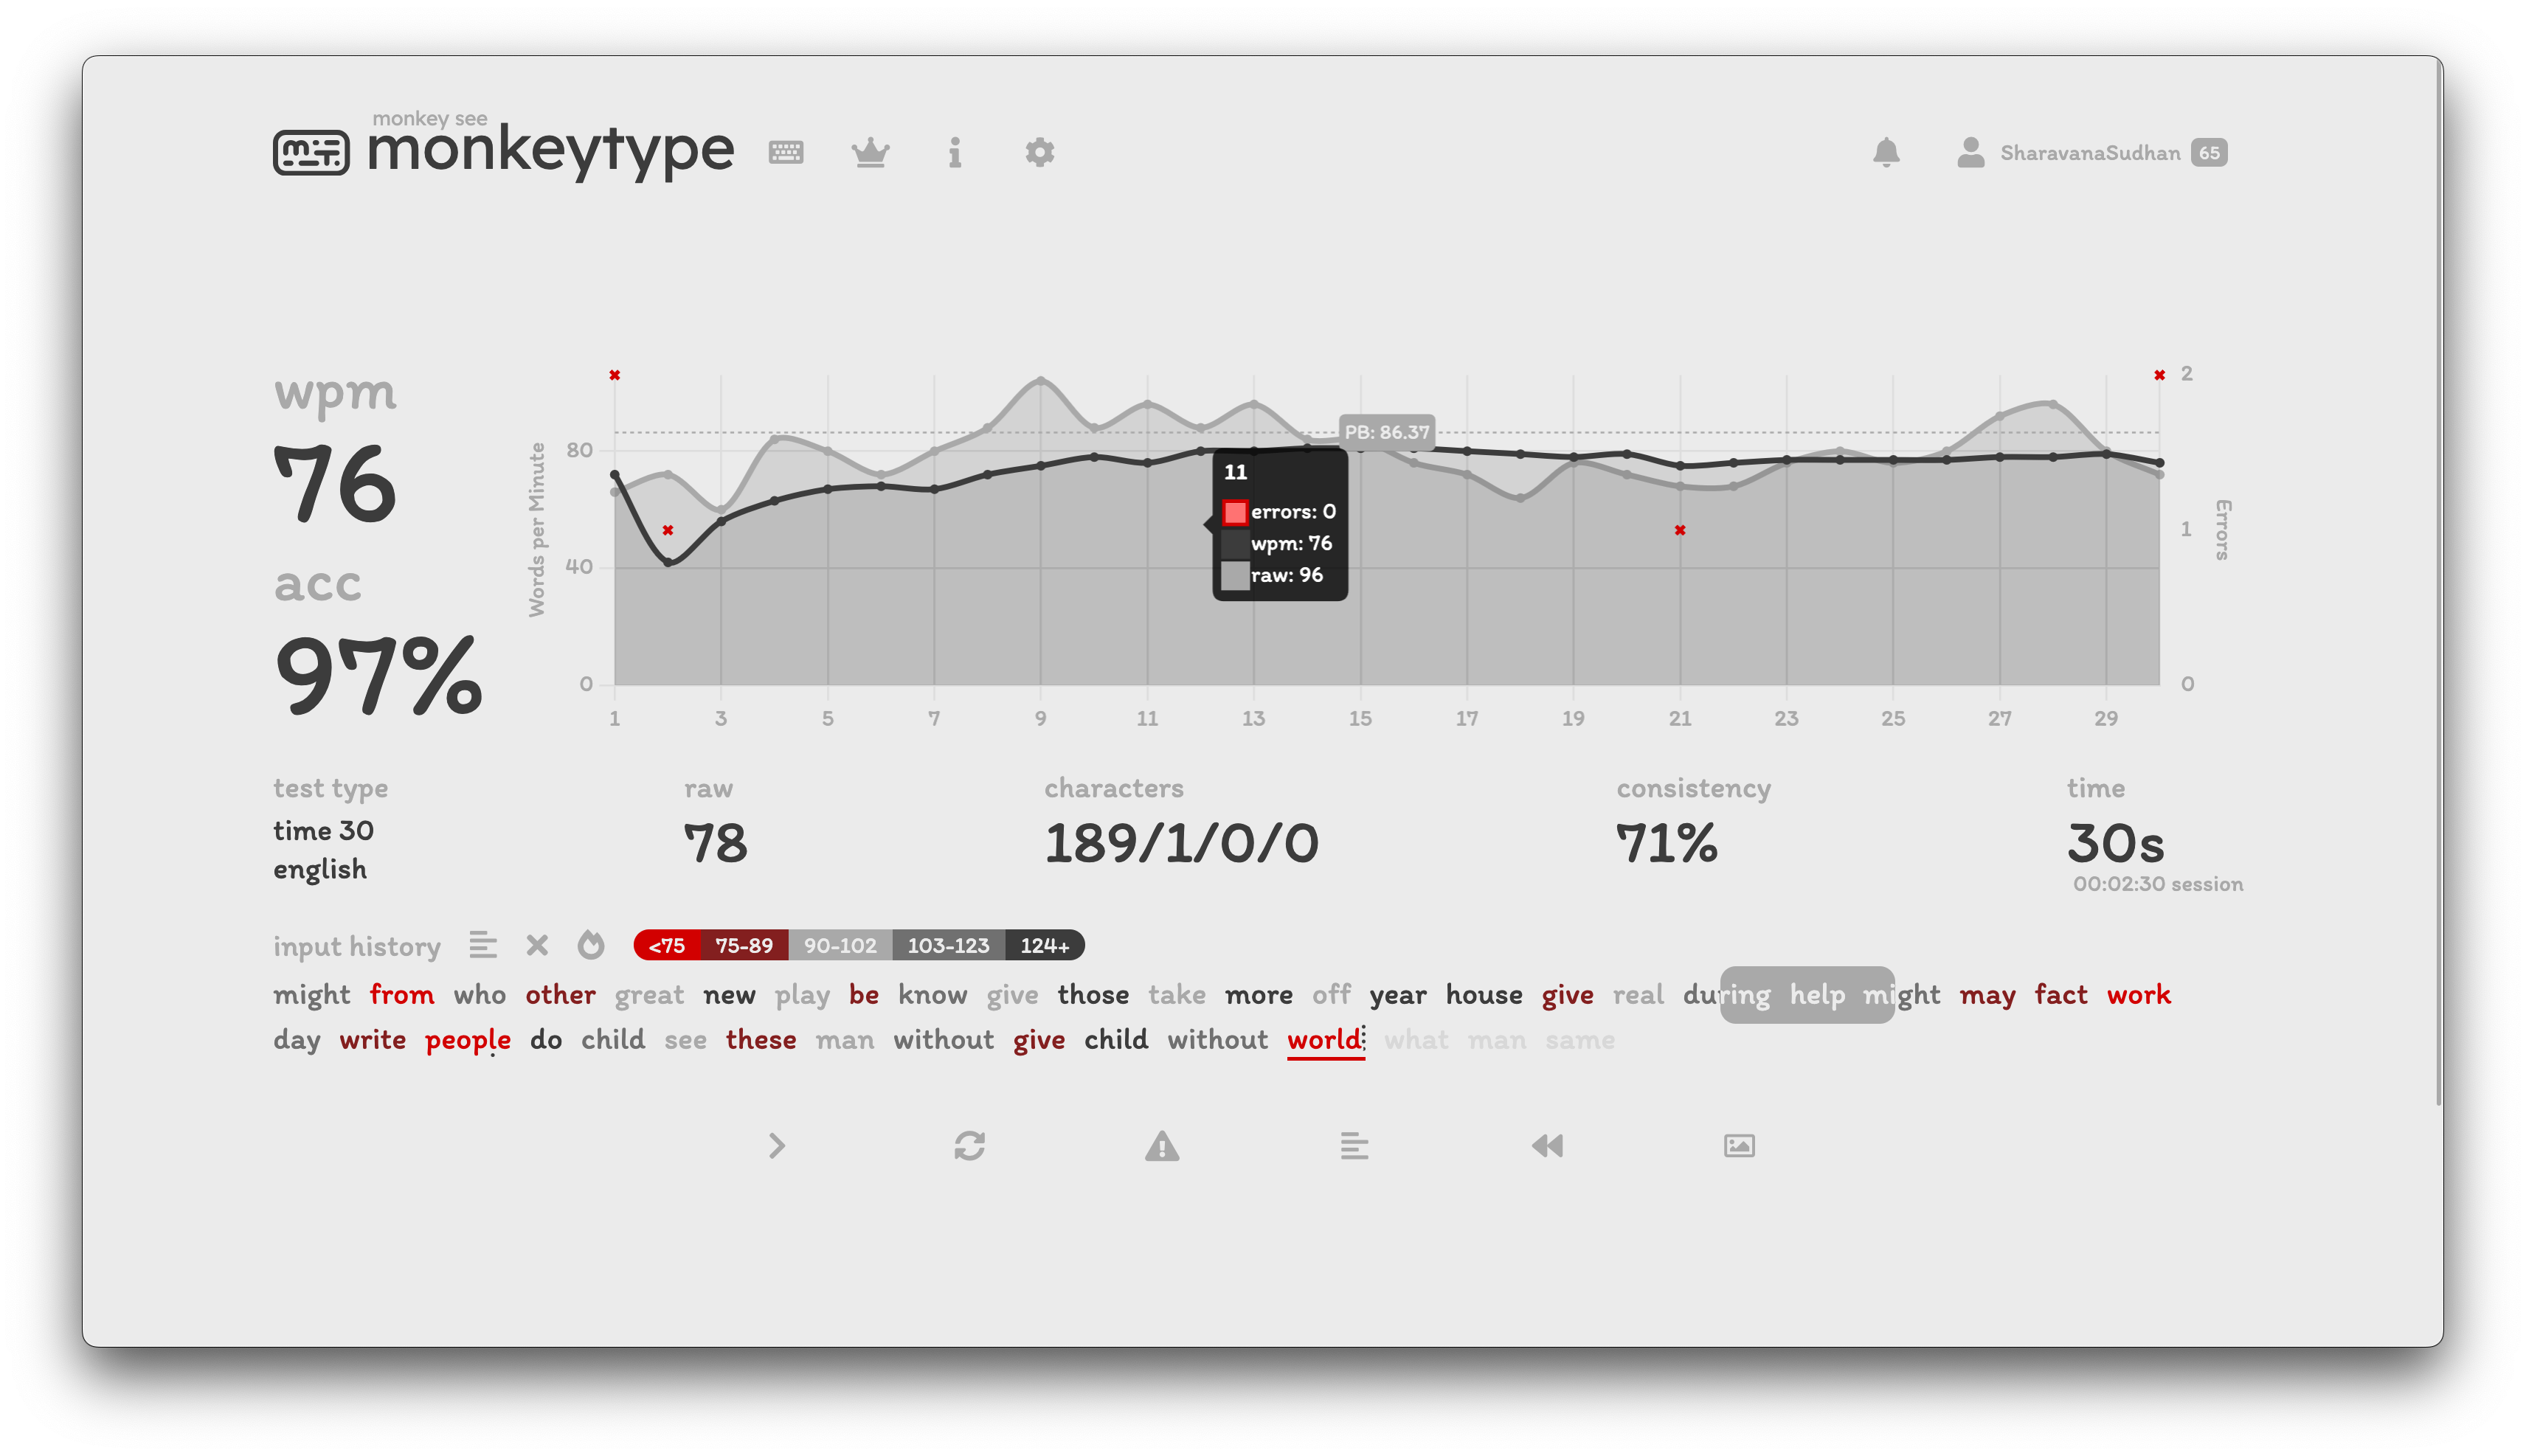 monkey see
monkeytype
SharavanaSudhan 65
wpm
76
acc
97%
Words per Minute
80
40
0
PB: 86.37
11
errors: 0
wpm: 76
raw: 96
2
1
0
Errors
1 3 5 7 9 11 13 15 17 19 21 23 25 27 29
test type
time 30
english
raw
78
characters
189/1/0/0
consistency
71%
time
30s
00:02:30 session
input history <75 75-89 90-102 103-123 124+
might from who other great new play be know give those take more off year house give real during help might may fact work
day write people do child see these man without give child without world what man same